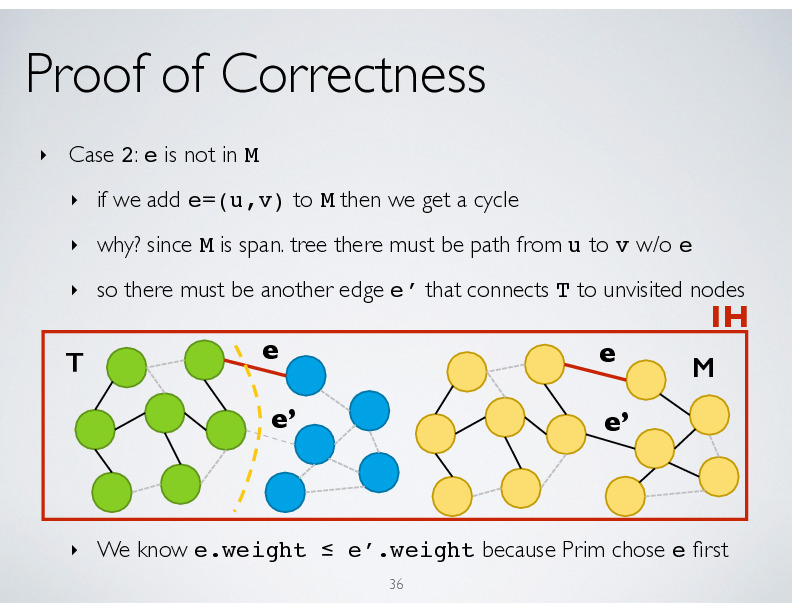 Proof of Correctness
‣ Case 2: e is not in M
‣ if we add e=(u,v) to M then we get a cycle
‣ why? since M is span. tree there must be path from u to v w/o e
‣ so there must be another edge e’ that connects T to unvisited nodes
IH
T e e M
e’ e’
‣ We know e.weight ≤ e’.weight because Prim chose e first
36